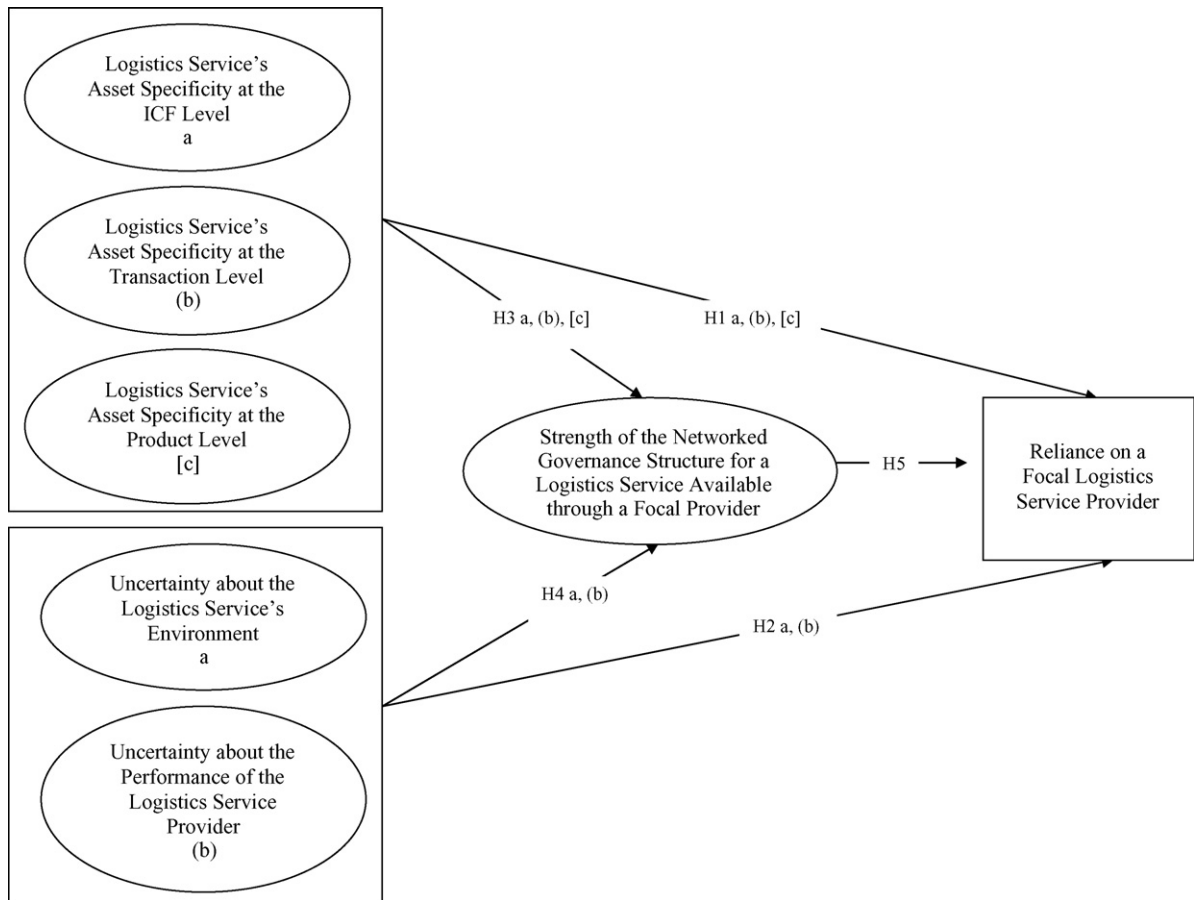 Logistics Service’s
Asset Specificity at the
ICF Level
a
Logistics Service’s
Asset Specificity at the
Transaction Level
(b)
Logistics Service’s
Asset Specificity at the
Product Level
[c]
H3 a, (b), [c]
H1 a, (b), [c]
Strength of the Networked
Governance Structure for a
Logistics Service Available
through a Focal Provider
H5
Reliance on a
Focal Logistics
Service Provider
Uncertainty about the
Logistics Service’s
Environment
a
H4 a, (b)
H2 a, (b)
Uncertainty about the
Performance of the
Logistics Service
Provider
(b)